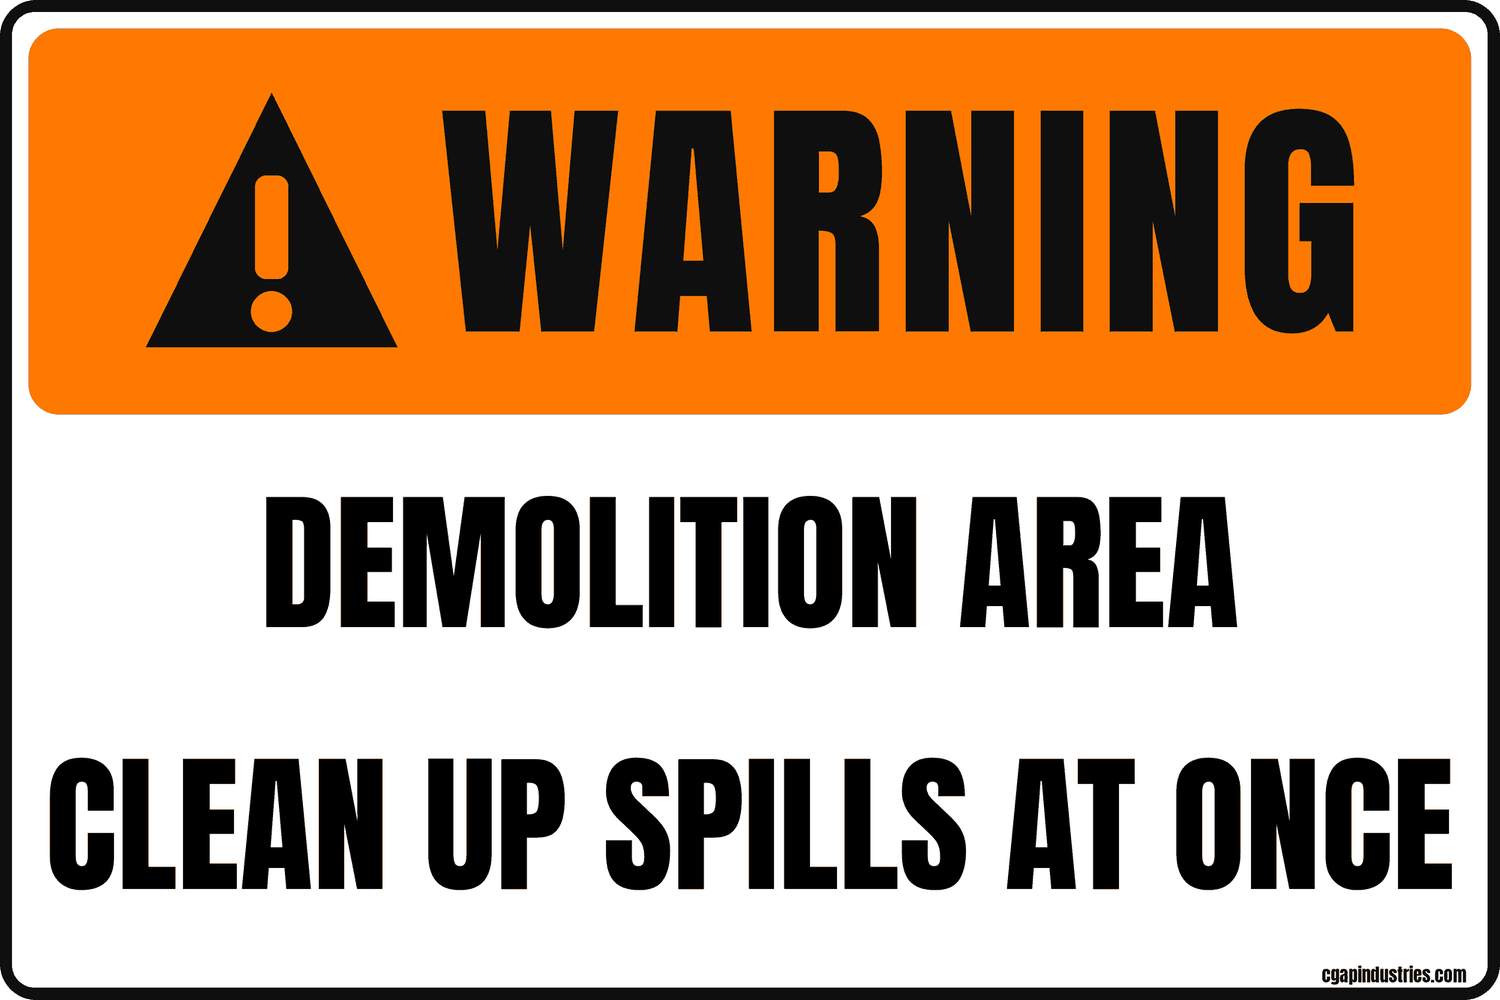 WARNING
DEMOLITION AREA
CLEAN UP SPILLS AT ONCE
cgapindustries.com